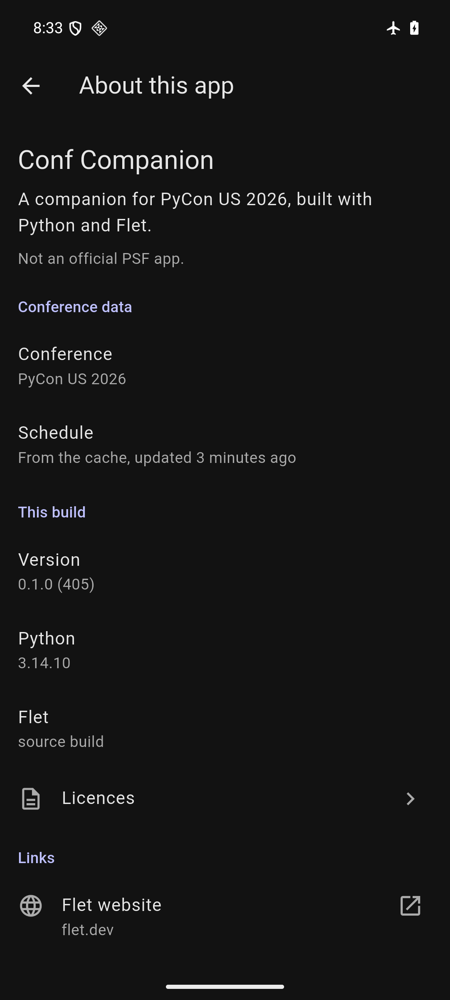 8:33
About this app
Conf Companion
A companion for PyCon US 2026, built with
Python and Flet.
Not an official PSF app.
Conference data
Conference
PyCon US 2026
Schedule
From the cache, updated 3 minutes ago
This build
Version
0.1.0 (405)
Python
3.14.10
Flet
source build
Licences
Links
Flet website
flet.dev